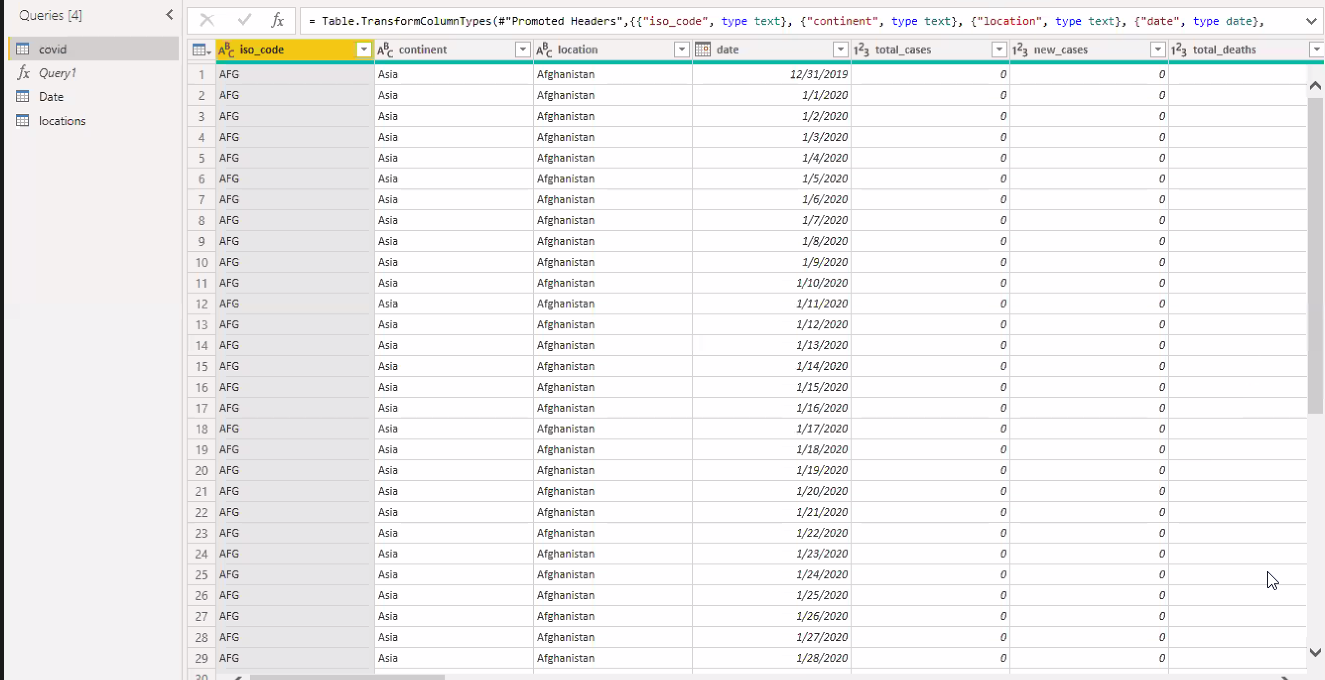 Queries [4]
covid
fx Query1
Date
locations
fx = Table.TransformColumnTypes(#"Promoted Headers",{{"iso_code", type text}, {"continent", type text}, {"location", type text}, {"date", type date},
ABC iso_code ABC continent ABC location date 123 total_cases 123 new_cases 123 total_deaths
1 AFG Asia Afghanistan 12/31/2019 0 0
2 AFG Asia Afghanistan 1/1/2020 0 0
3 AFG Asia Afghanistan 1/2/2020 0 0
4 AFG Asia Afghanistan 1/3/2020 0 0
5 AFG Asia Afghanistan 1/4/2020 0 0
6 AFG Asia Afghanistan 1/5/2020 0 0
7 AFG Asia Afghanistan 1/6/2020 0 0
8 AFG Asia Afghanistan 1/7/2020 0 0
9 AFG Asia Afghanistan 1/8/2020 0 0
10 AFG Asia Afghanistan 1/9/2020 0 0
11 AFG Asia Afghanistan 1/10/2020 0 0
12 AFG Asia Afghanistan 1/11/2020 0 0
13 AFG Asia Afghanistan 1/12/2020 0 0
14 AFG Asia Afghanistan 1/13/2020 0 0
15 AFG Asia Afghanistan 1/14/2020 0 0
16 AFG Asia Afghanistan 1/15/2020 0 0
17 AFG Asia Afghanistan 1/16/2020 0 0
18 AFG Asia Afghanistan 1/17/2020 0 0
19 AFG Asia Afghanistan 1/18/2020 0 0
20 AFG Asia Afghanistan 1/19/2020 0 0
21 AFG Asia Afghanistan 1/20/2020 0 0
22 AFG Asia Afghanistan 1/21/2020 0 0
23 AFG Asia Afghanistan 1/22/2020 0 0
24 AFG Asia Afghanistan 1/23/2020 0 0
25 AFG Asia Afghanistan 1/24/2020 0 0
26 AFG Asia Afghanistan 1/25/2020 0 0
27 AFG Asia Afghanistan 1/26/2020 0 0
28 AFG Asia Afghanistan 1/27/2020 0 0
29 AFG Asia Afghanistan 1/28/2020 0 0
30